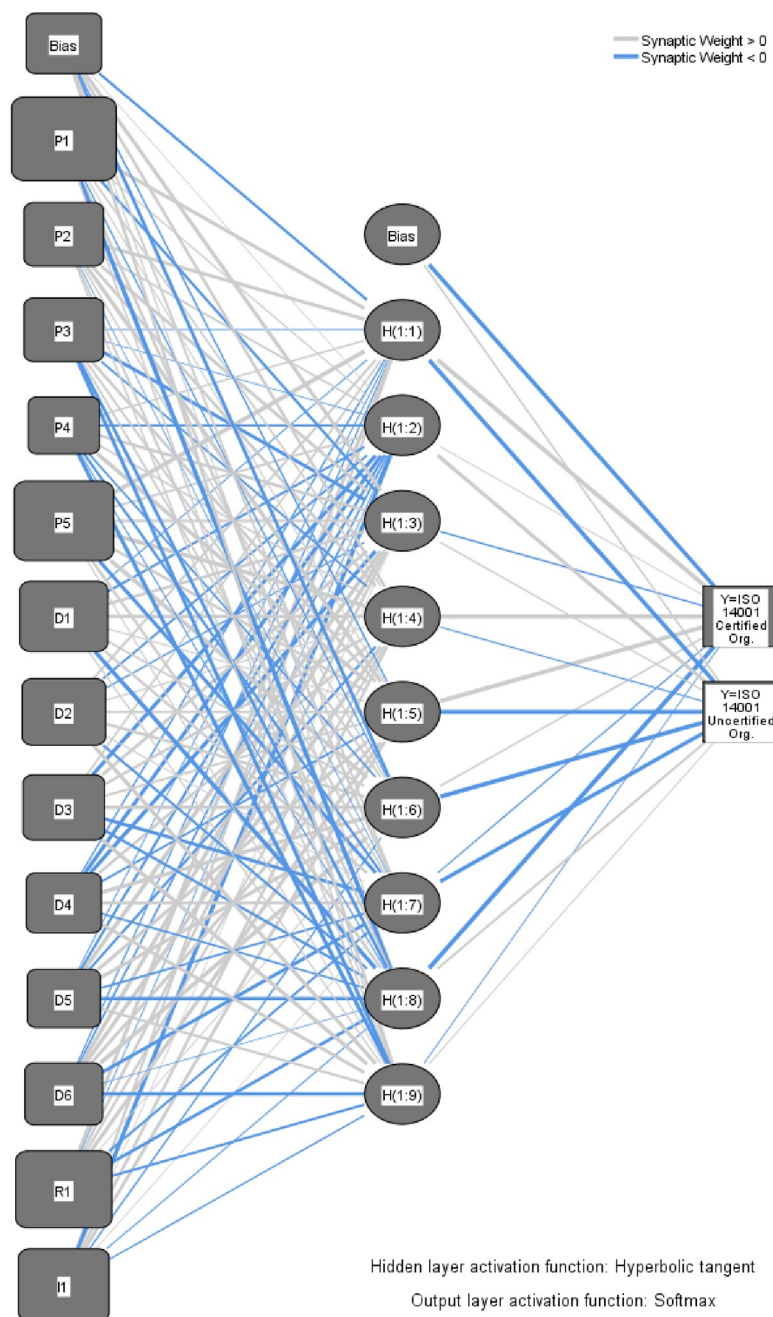 Synaptic Weight > 0
Synaptic Weight < 0
Bias
P1
P2
P3
P4
P5
D1
D2
D3
D4
D5
D6
R1
I1
Bias
H(1:1)
H(1:2)
H(1:3)
H(1:4)
H(1:5)
H(1:6)
H(1:7)
H(1:8)
H(1:9)
Y=ISO
14001
Certified
Org.
Y=ISO
14001
Uncertified
Org.
Hidden layer activation function: Hyperbolic tangent
Output layer activation function: Softmax